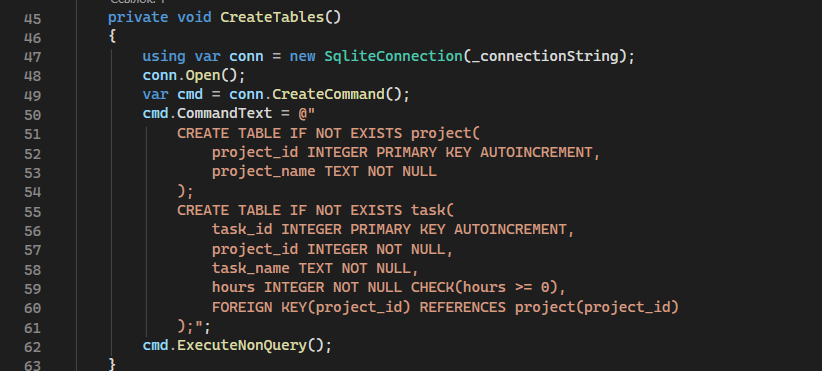 Ссылок: 1
45 private void CreateTables()
46 {
47 using var conn = new SqliteConnection(_connectionString);
48 conn.Open();
49 var cmd = conn.CreateCommand();
50 cmd.CommandText = @"
51 CREATE TABLE IF NOT EXISTS project(
52 project_id INTEGER PRIMARY KEY AUTOINCREMENT,
53 project_name TEXT NOT NULL
54 );
55 CREATE TABLE IF NOT EXISTS task(
56 task_id INTEGER PRIMARY KEY AUTOINCREMENT,
57 project_id INTEGER NOT NULL,
58 task_name TEXT NOT NULL,
59 hours INTEGER NOT NULL CHECK(hours >= 0),
60 FOREIGN KEY(project_id) REFERENCES project(project_id)
61 );";
62 cmd.ExecuteNonQuery();
63 }